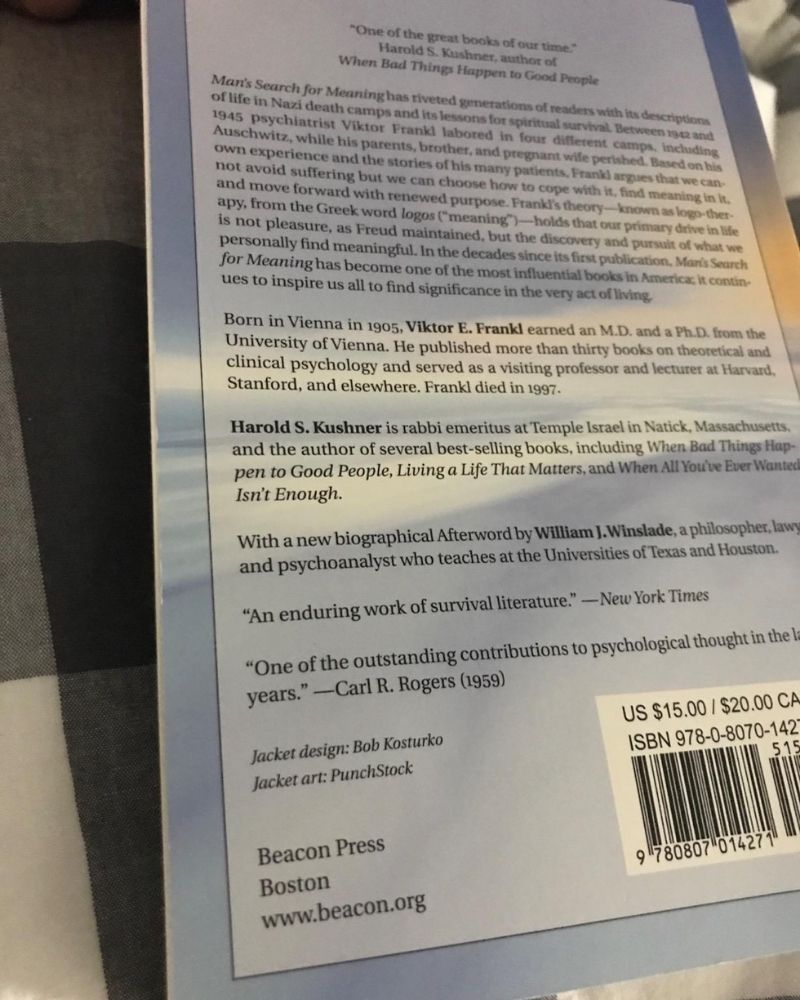 "One of the great books of our time."
Harold S. Kushner, author of
When Bad Things Happen to Good People
Man's Search for Meaning has riveted generations of readers with its descriptions
of life in Nazi death camps and its lessons for spiritual survival. Between 1942 and
1945 psychiatrist Viktor Frankl labored in four different camps, including
Auschwitz, while his parents, brother, and pregnant wife perished. Based on his
own experience and the stories of his many patients, Frankl argues that we can-
not avoid suffering but we can choose how to cope with it, find meaning in it,
and move forward with renewed purpose. Frankl's theory—known as logo-ther-
apy, from the Greek word logos ("meaning")—holds that our primary drive in life
is not pleasure, as Freud maintained, but the discovery and pursuit of what we
personally find meaningful. In the decades since its first publication, Man's Search
for Meaning has become one of the most influential books in America; it contin-
ues to inspire us all to find significance in the very act of living.
Born in Vienna in 1905, Viktor E. Frankl earned an M.D. and a Ph.D. from the
University of Vienna. He published more than thirty books on theoretical and
clinical psychology and served as a visiting professor and lecturer at Harvard,
Stanford, and elsewhere. Frankl died in 1997.
Harold S. Kushner is rabbi emeritus at Temple Israel in Natick, Massachusetts,
and the author of several best-selling books, including When Bad Things Hap-
pen to Good People, Living a Life That Matters, and When All You've Ever Wanted
Isn't Enough.
With a new biographical Afterword by William J. Winslade, a philosopher, lawy
and psychoanalyst who teaches at the Universities of Texas and Houston.
"An enduring work of survival literature." —New York Times
"One of the outstanding contributions to psychological thought in the la
years." —Carl R. Rogers (1959)
US $15.00 / $20.00 CA
ISBN 978-0-8070-1427
515
9 780807 014271
Jacket design: Bob Kosturko
Jacket art: PunchStock
Beacon Press
Boston
www.beacon.org